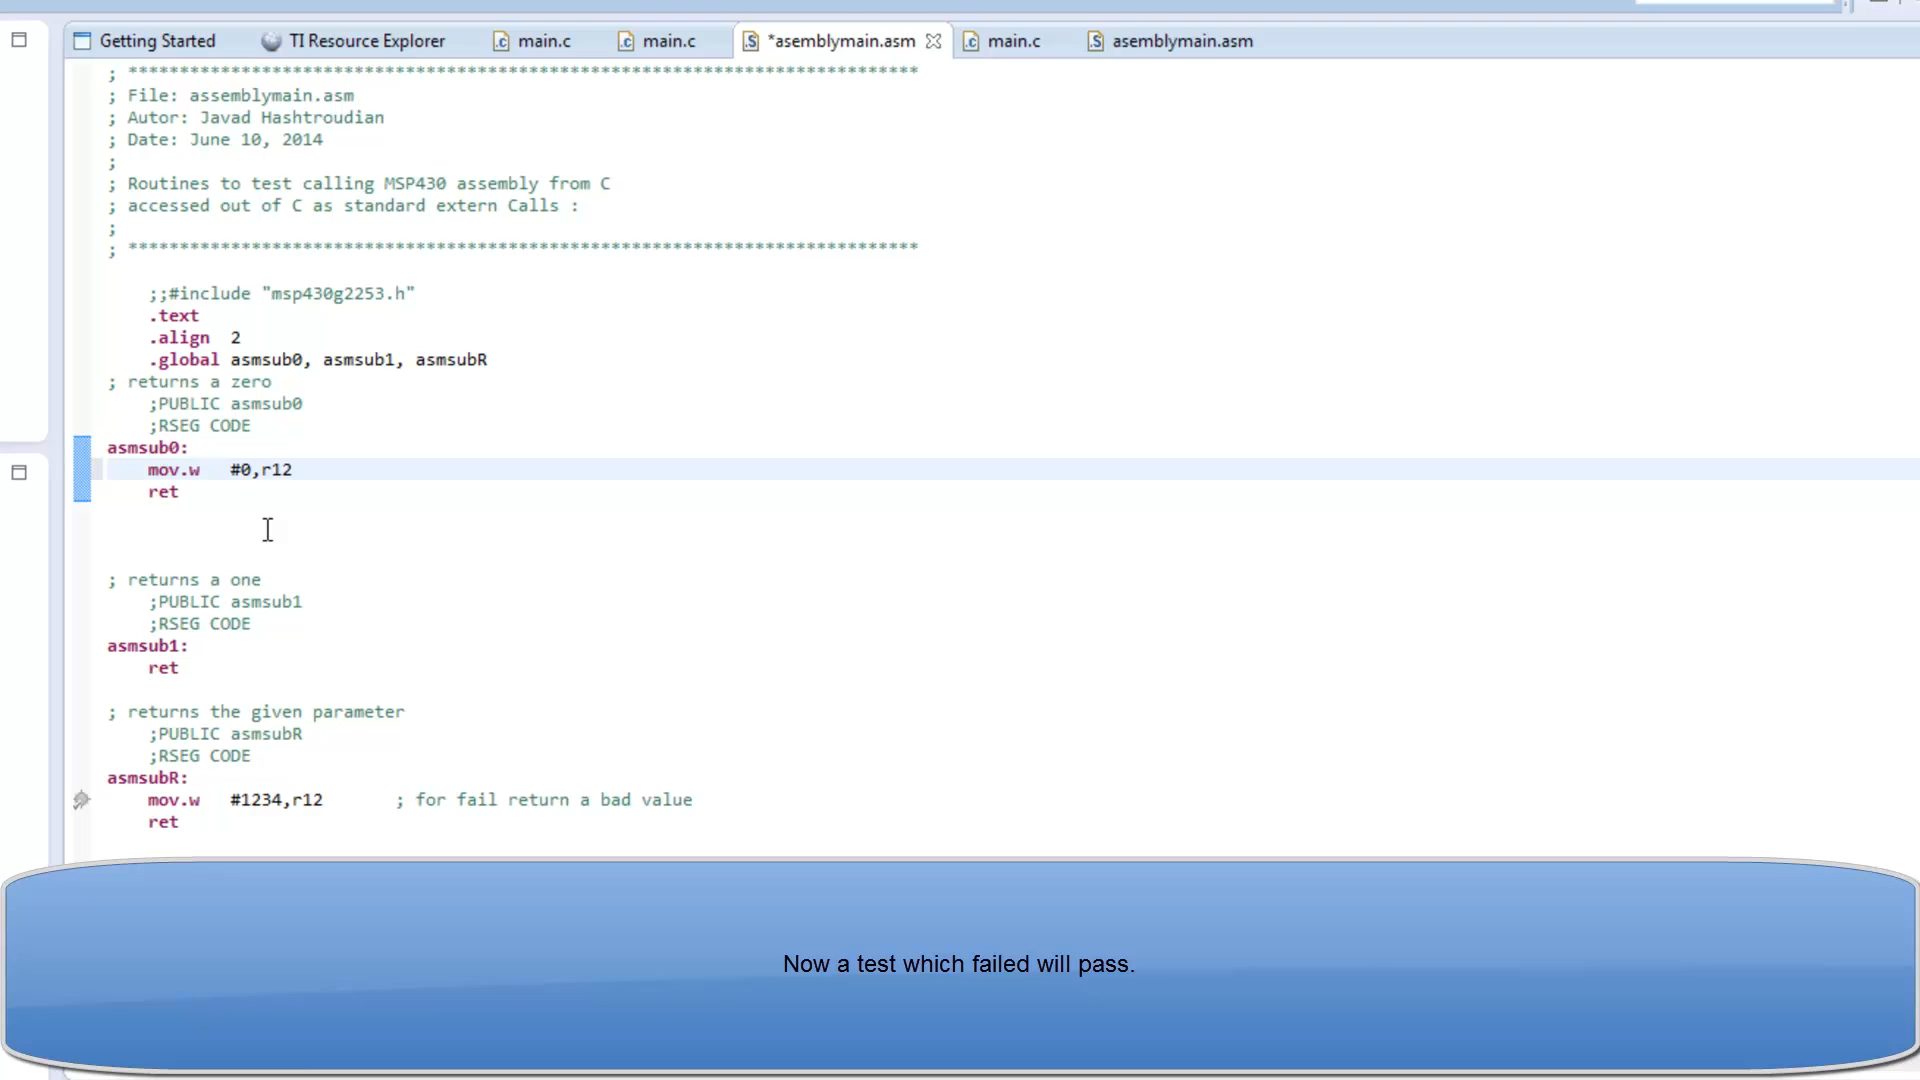 Getting Started TI Resource Explorer main.c main.c *asemblymain.asm main.c asemblymain.asm
; *****************************************************************************
; File: assemblymain.asm
; Autor: Javad Hashtroudian
; Date: June 10, 2014
;
; Routines to test calling MSP430 assembly from C
; accessed out of C as standard extern Calls :
;
; *****************************************************************************
;;#include "msp430g2253.h"
.text
.align 2
.global asmsub0, asmsub1, asmsubR
; returns a zero
;PUBLIC asmsub0
;RSEG CODE
asmsub0:
mov.w #0,r12
ret
; returns a one
;PUBLIC asmsub1
;RSEG CODE
asmsub1:
ret
; returns the given parameter
;PUBLIC asmsubR
;RSEG CODE
asmsubR:
mov.w #1234,r12 ; for fail return a bad value
ret
Now a test which failed will pass.